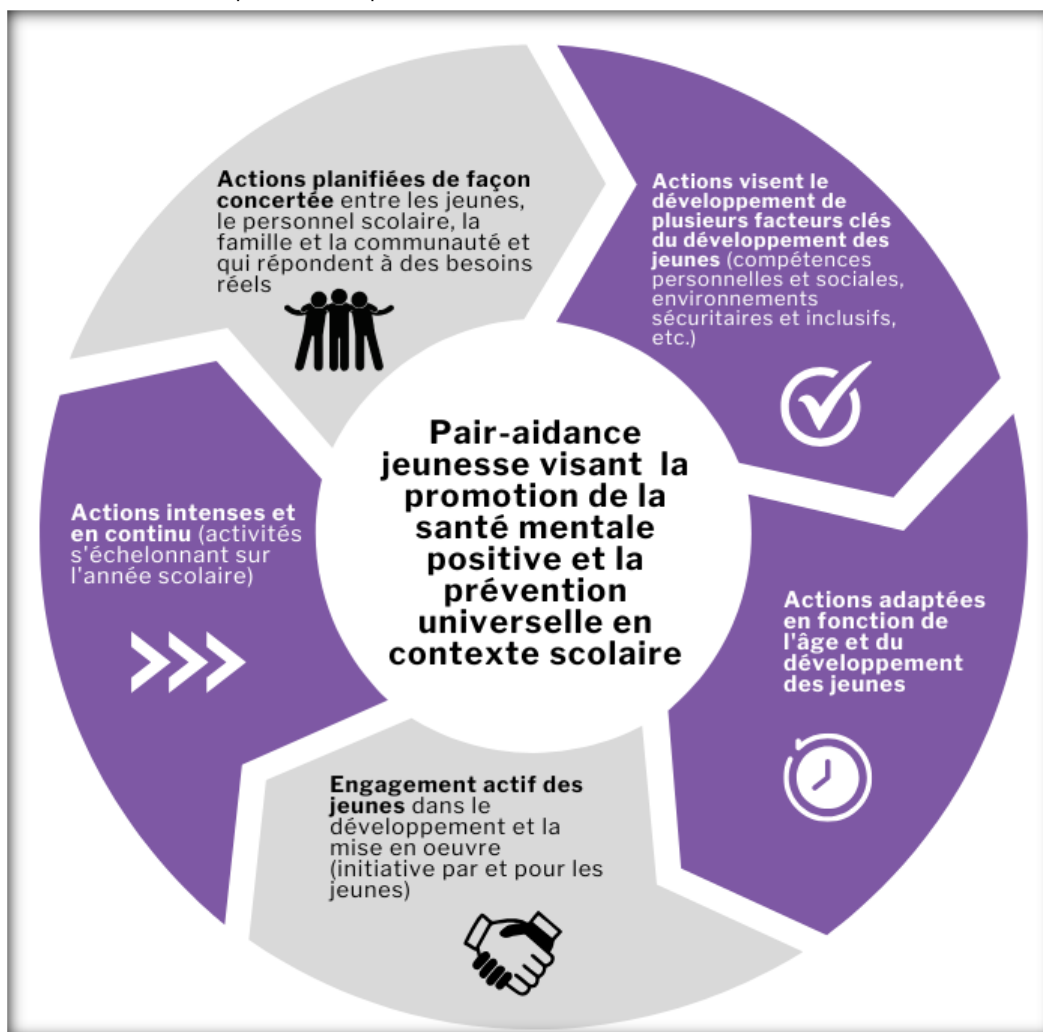 Actions planifiées de façon
concertée entre les jeunes,
le personnel scolaire, la
famille et la communauté et
qui répondent à des besoins
réels
Actions visent le
développement de
plusieurs facteurs clés
du développement des
jeunes (compétences
personnelles et sociales,
environnements
sécuritaires et inclusifs,
etc.)
Actions adaptées
en fonction de
l'âge et du
développement
des jeunes
Engagement actif des
jeunes dans le
développement et la
mise en oeuvre
(initiative par et pour les
jeunes)
Actions intenses et
en continu (activités
s'échelonnant sur
l'année scolaire)
Pair-aidance
jeunesse visant la
promotion de la
santé mentale
positive et la
prévention
universelle en
contexte scolaire